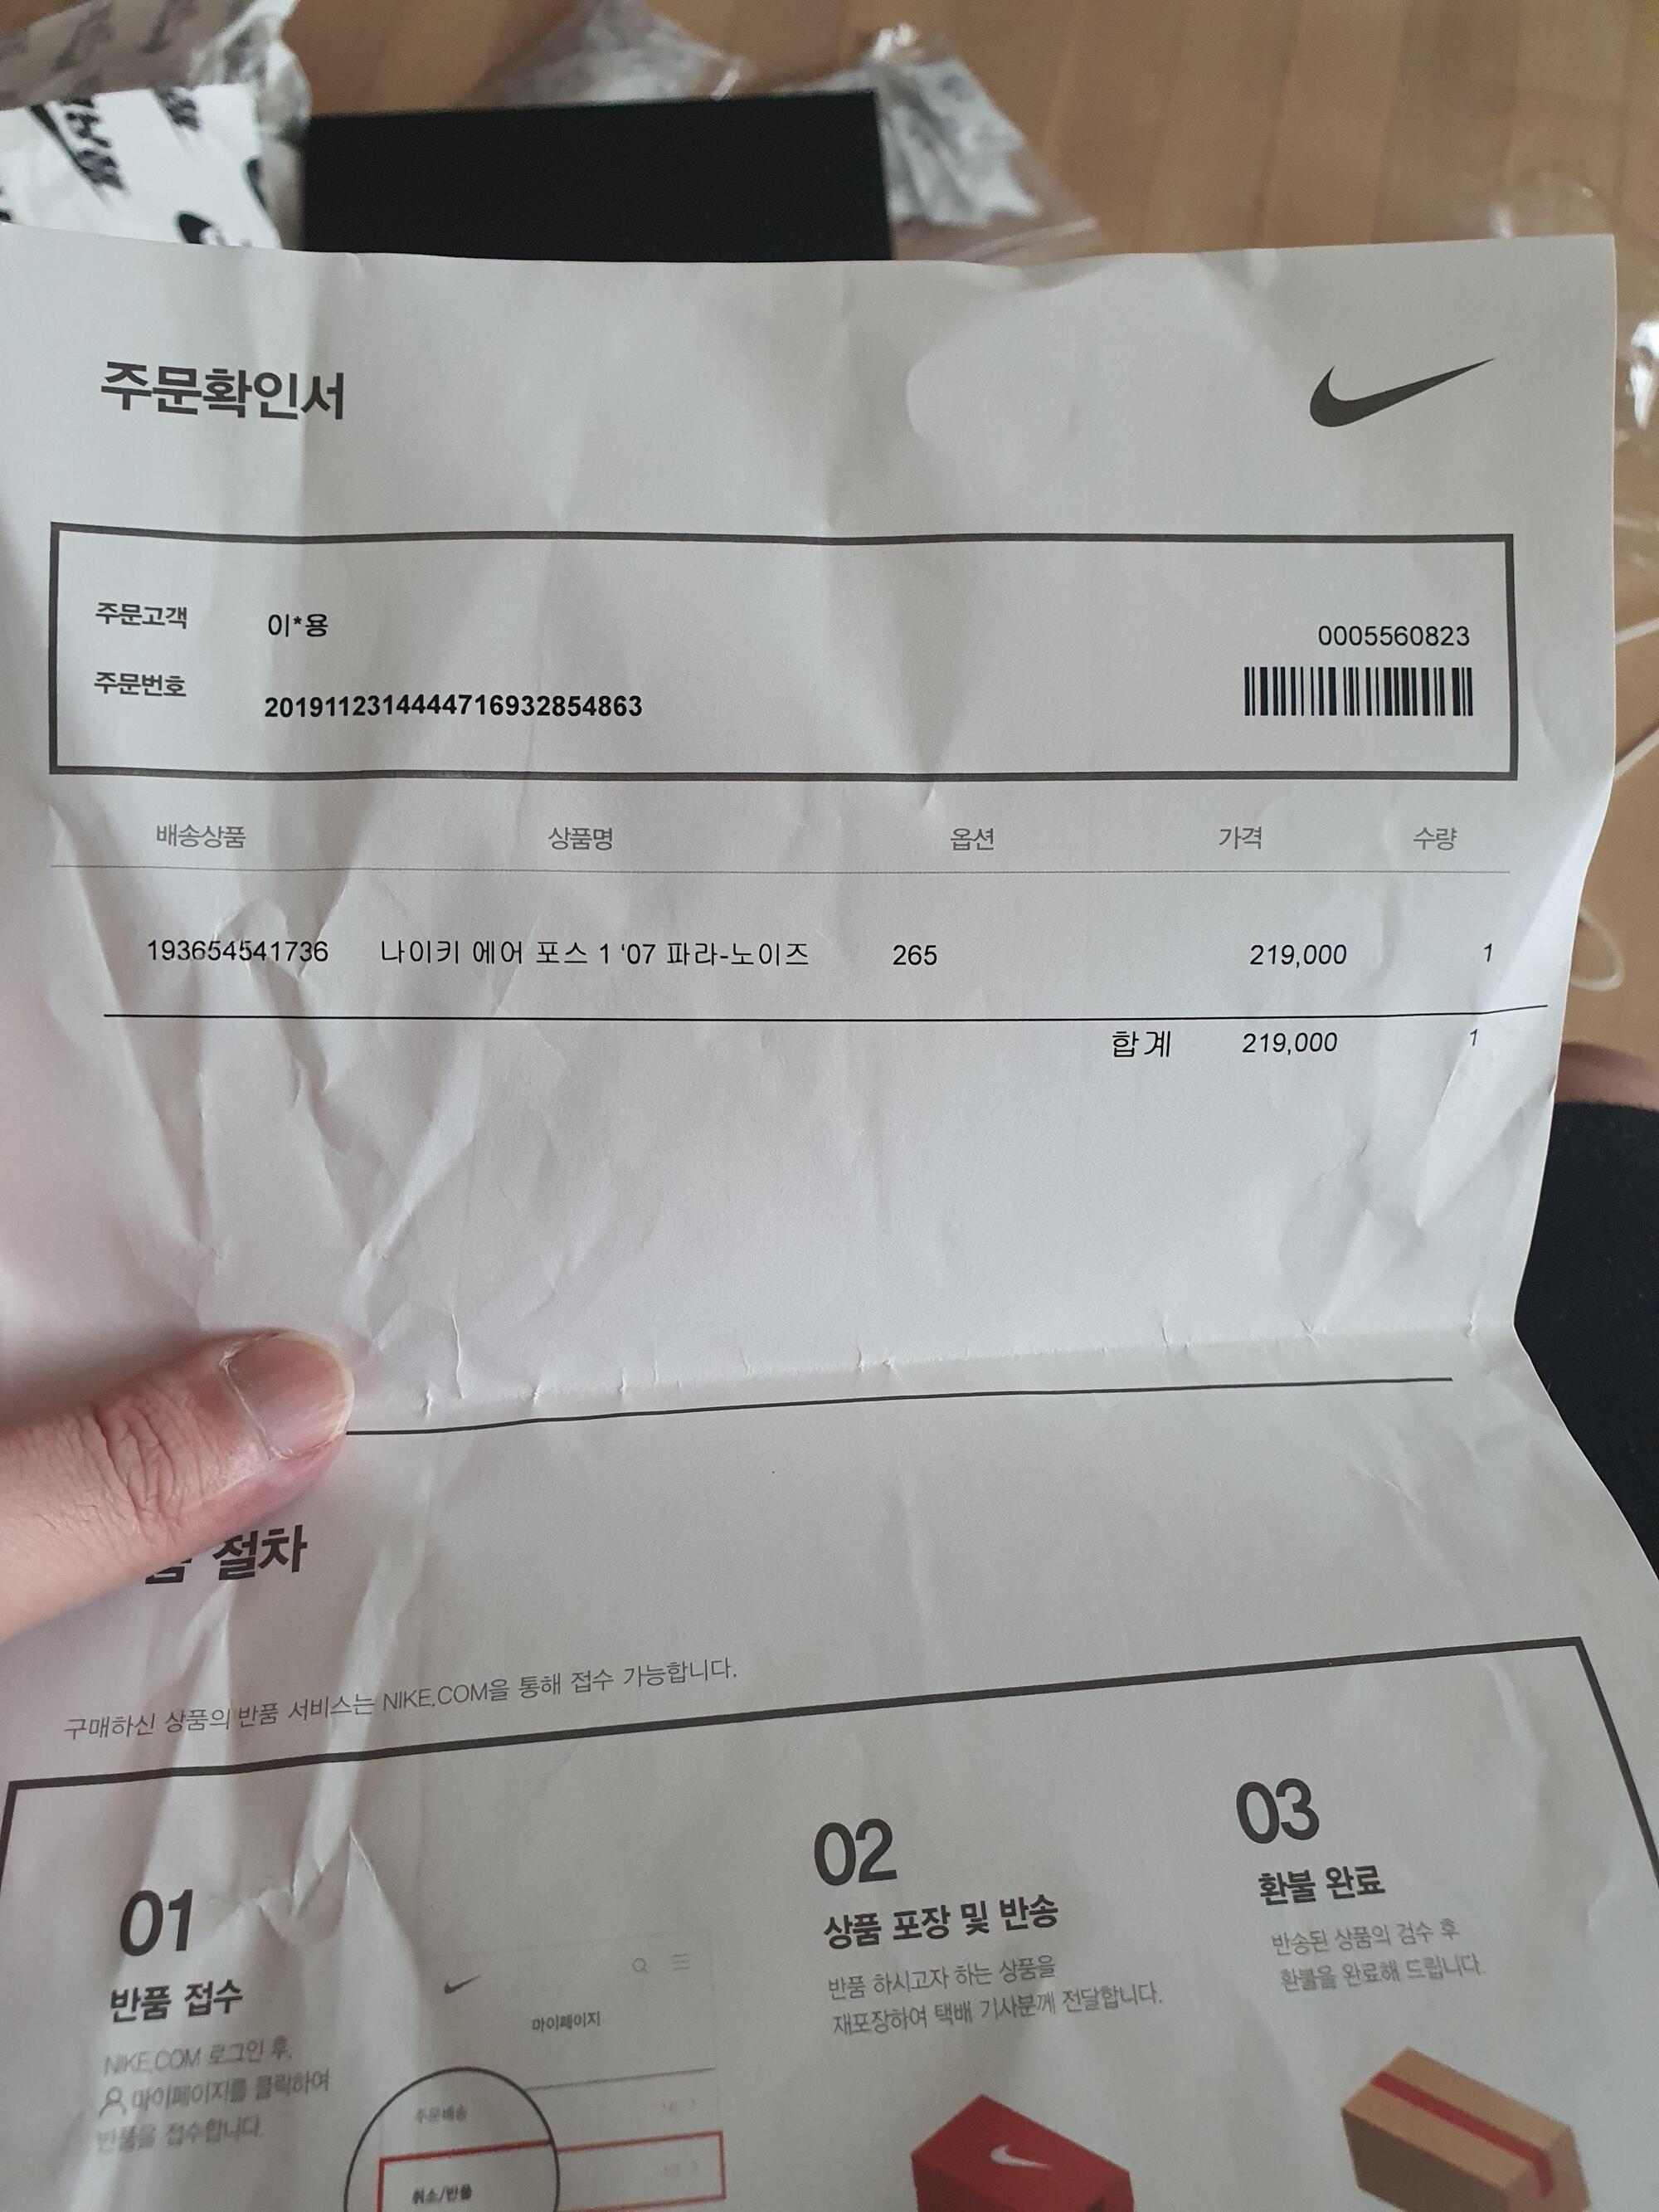 주문확인서
주문고객 이*용
0005560823
주문번호 2019112314444716932854863
배송상품 상품명 옵션 가격 수량
193654541736 나이키 에어 포스 1 ‘07 파라-노이즈 265 219,000 1
합계 219,000 1
절차
구매하신 상품의 반품 서비스는 NIKE.COM을 통해 접수 가능합니다.
01
반품 접수
NIKE.COM 로그인 후,
마이페이지를 클릭하여
반품을 접수합니다.
마이페이지
주문배송
취소/반품
02
상품 포장 및 반송
반품 하시고자 하는 상품을
재포장하여 택배 기사분께 전달합니다.
03
환불 완료
반송된 상품의 검수 후
환불을 완료해 드립니다.